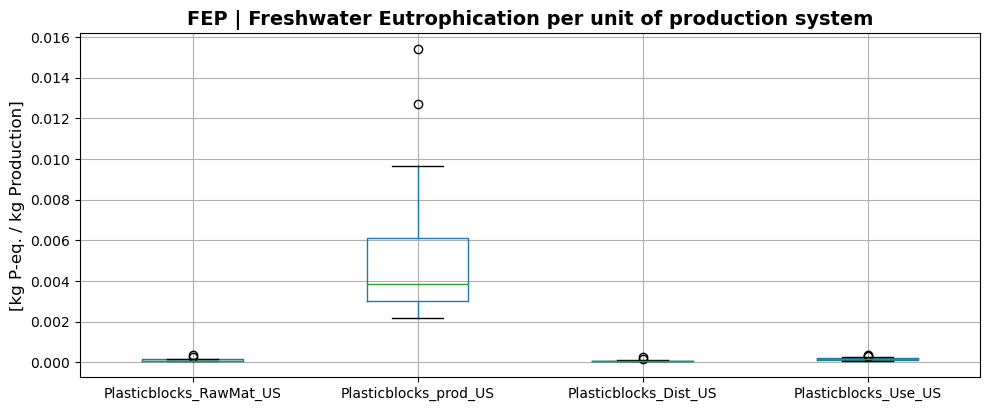 FEP | Freshwater Eutrophication per unit of production system
[kg P-eq. / kg Production]
0.016
0.014
0.012
0.010
0.008
0.006
0.004
0.002
0.000
Plasticblocks_RawMat_US
Plasticblocks_prod_US
Plasticblocks_Dist_US
Plasticblocks_Use_US